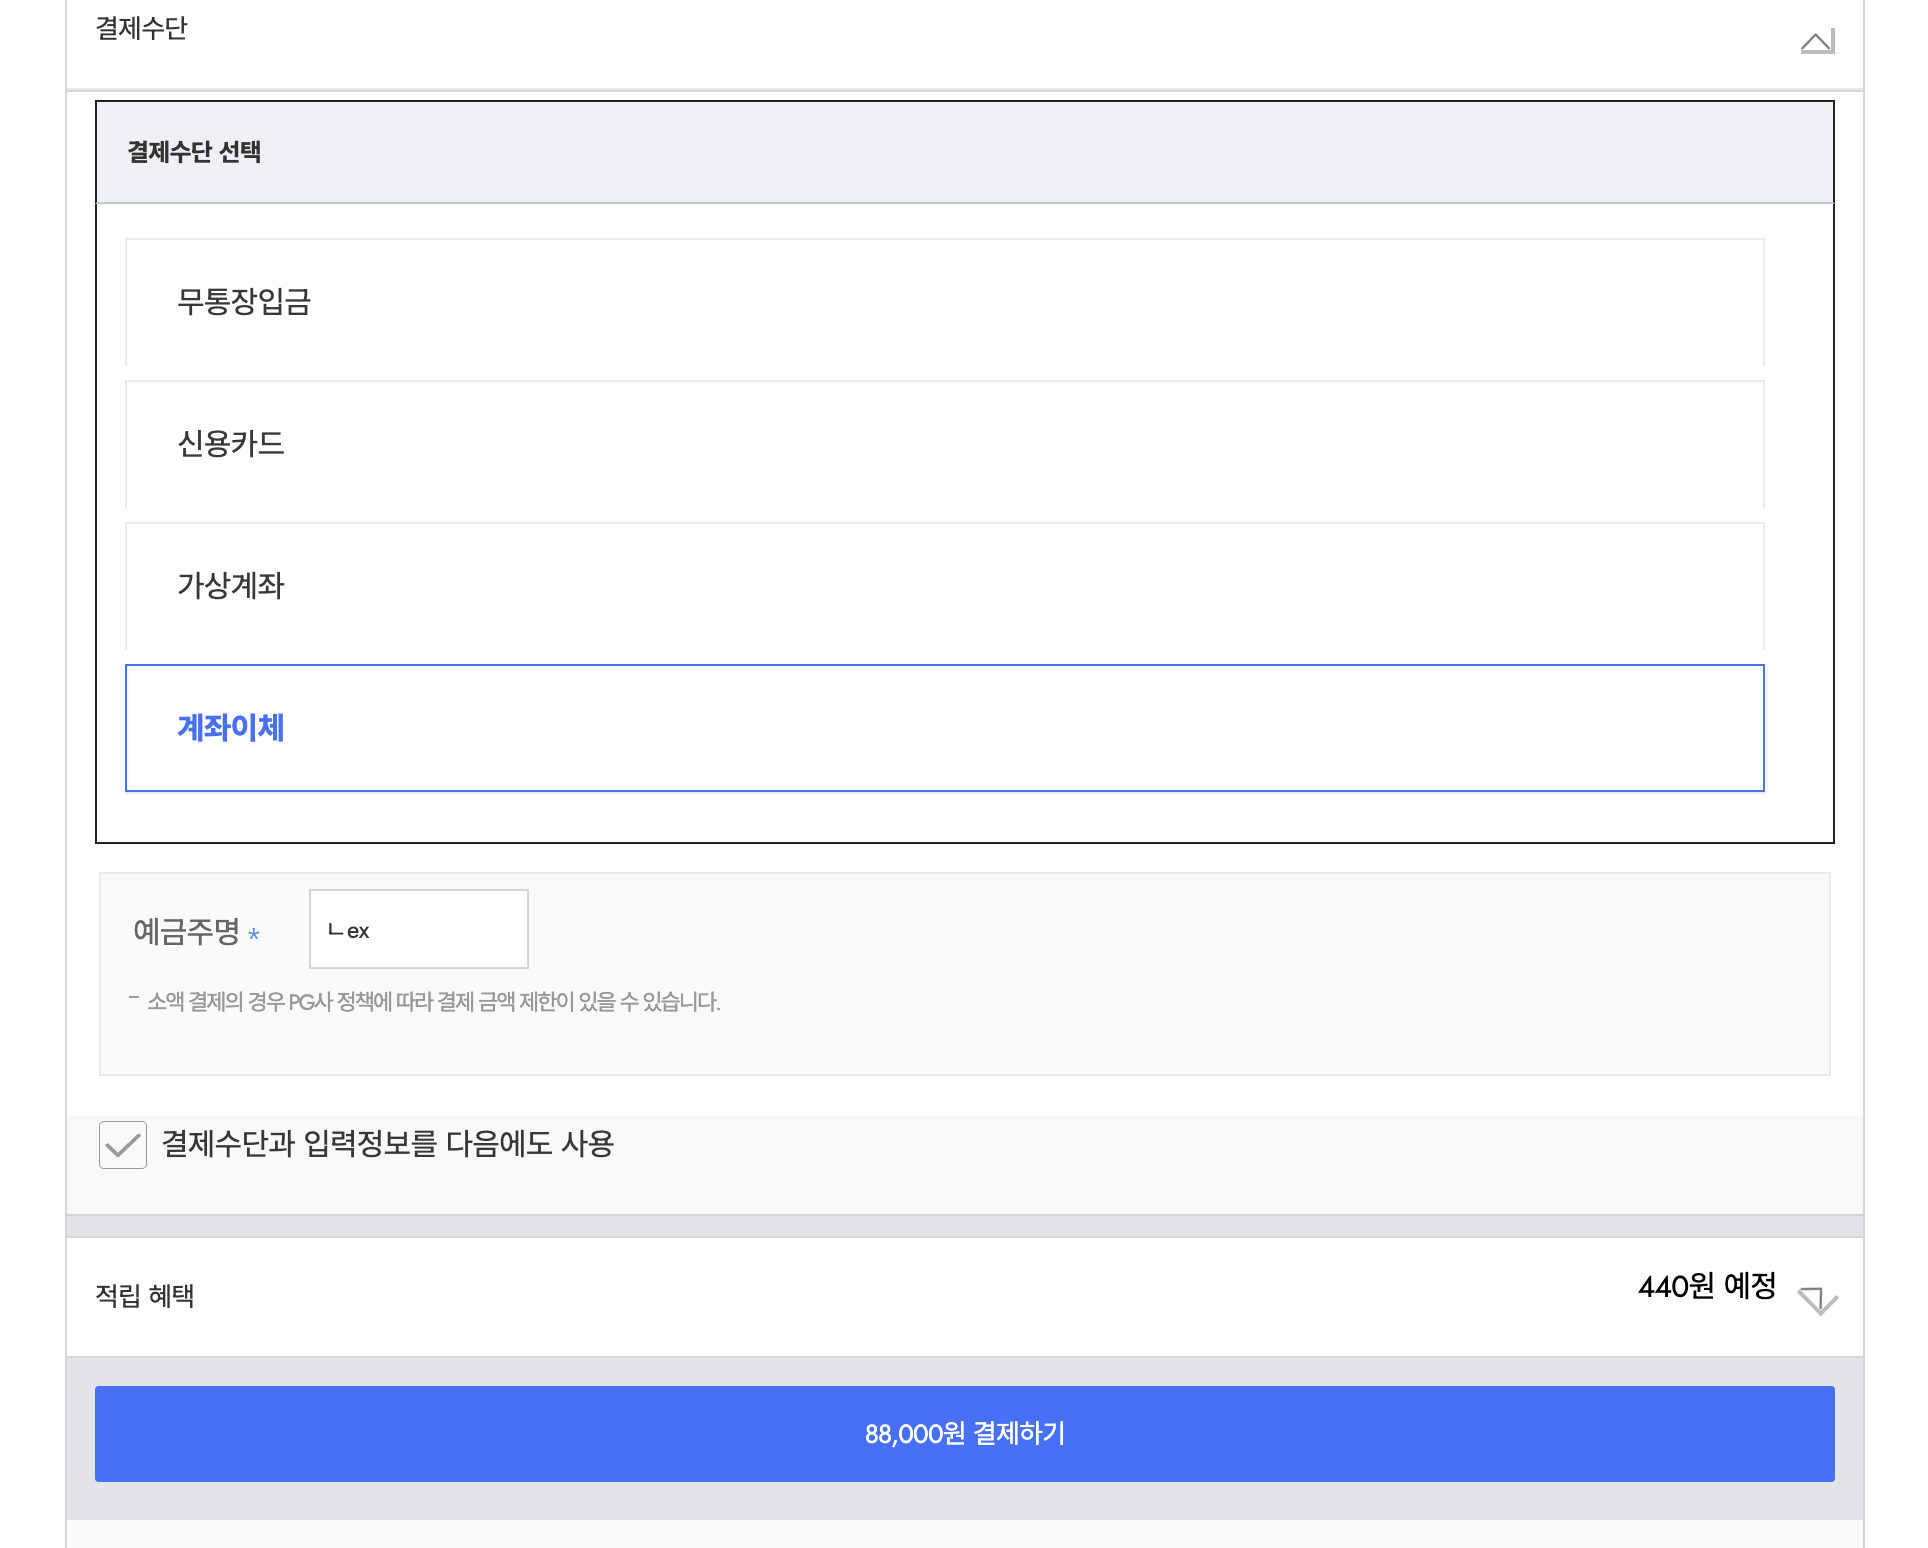 결제수단
결제수단 선택
무통장입금
신용카드
가상계좌
계좌이체
예금주명 * ㄴex
- 소액 결제의 경우 PG사 정책에 따라 결제 금액 제한이 있을 수 있습니다.
결제수단과 입력정보를 다음에도 사용
적립 혜택 440원 예정
88,000원 결제하기